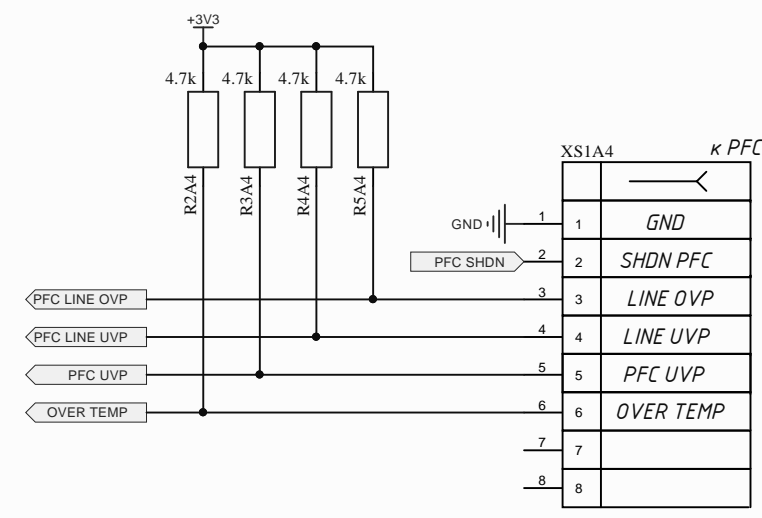 +3V3
4.7k 4.7k 4.7k 4.7k
R2A4 R3A4 R4A4 R5A4
XS1A4 к PFC
GND 1 1 GND
PFC SHDN 2 2 SHDN PFC
PFC LINE OVP 3 3 LINE OVP
PFC LINE UVP 4 4 LINE UVP
PFC UVP 5 5 PFC UVP
OVER TEMP 6 6 OVER TEMP
7 7
8 8